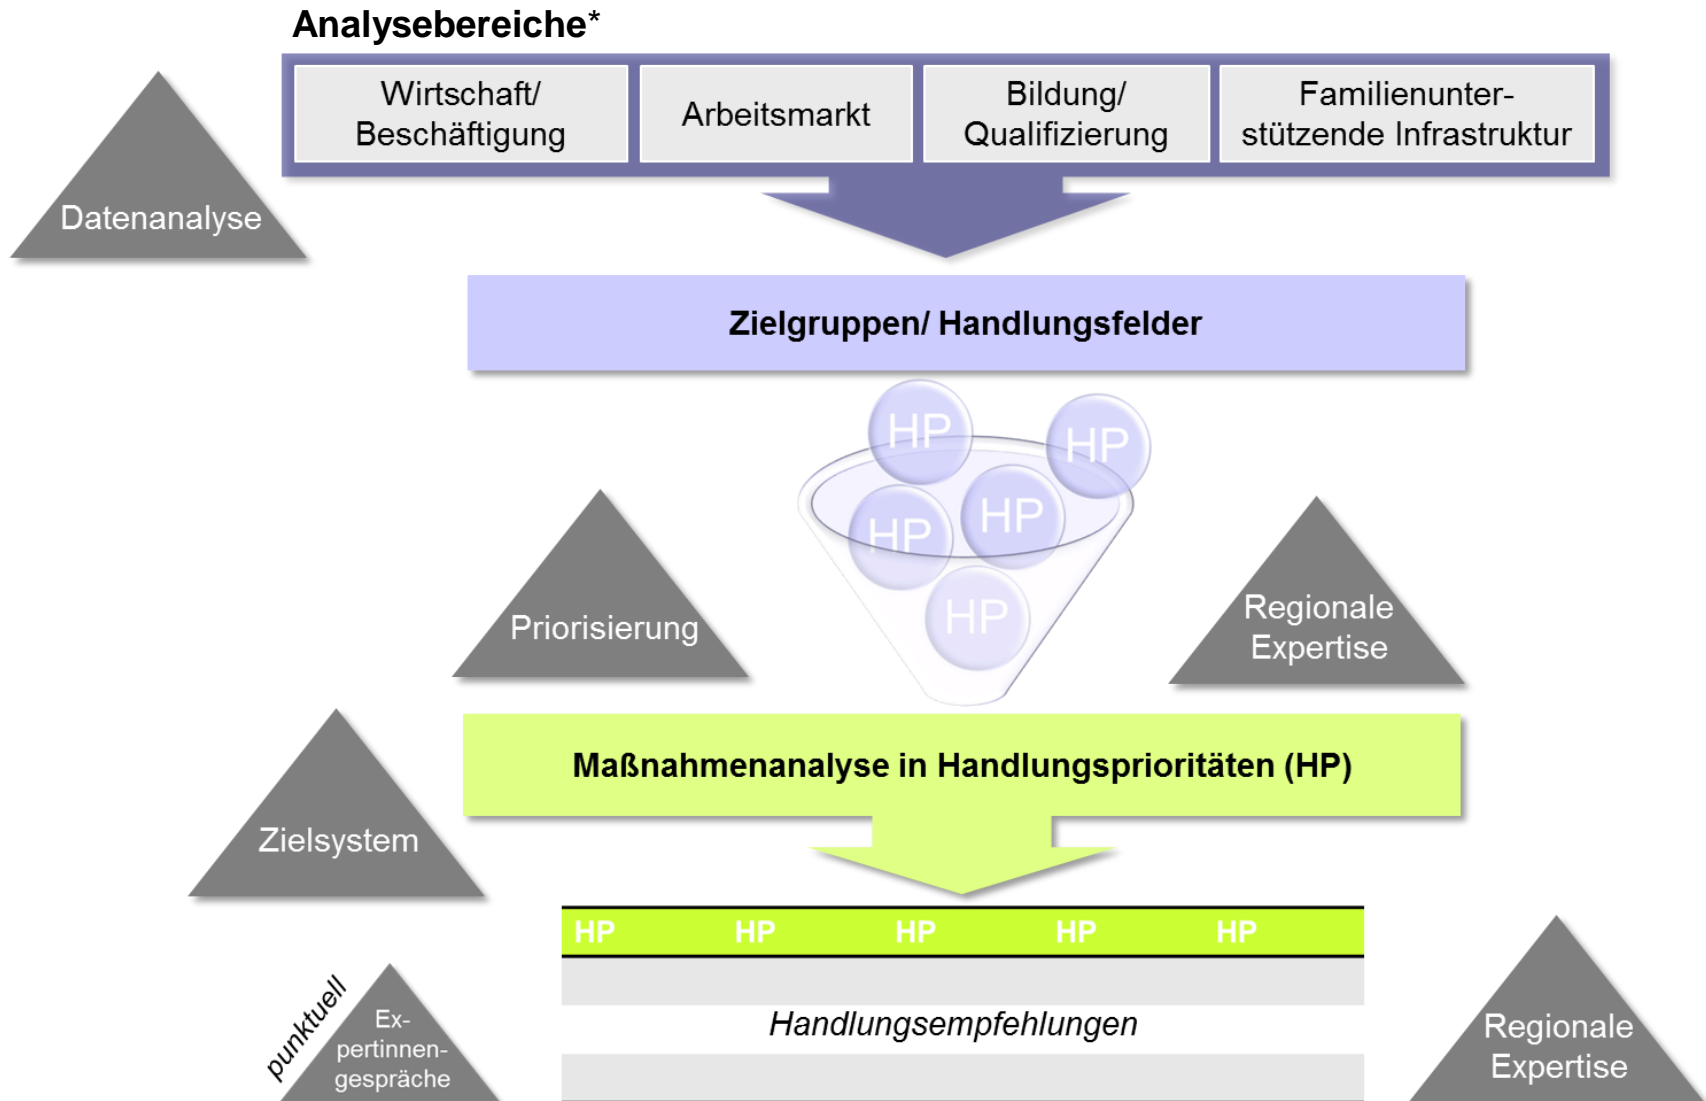 Analysebereiche*
Wirtschaft/
Beschäftigung
Arbeitsmarkt
Bildung/
Qualifizierung
Familienunter-
stützende Infrastruktur
Datenanalyse
Zielgruppen/ Handlungsfelder
HP
HP
HP
HP
HP
Priorisierung
Regionale
Expertise
Maßnahmenanalyse in Handlungsprioritäten (HP)
Zielsystem
HP HP HP HP HP
Handlungsempfehlungen
punktuell
Ex-
pertinnen-
gespräche
Regionale
Expertise